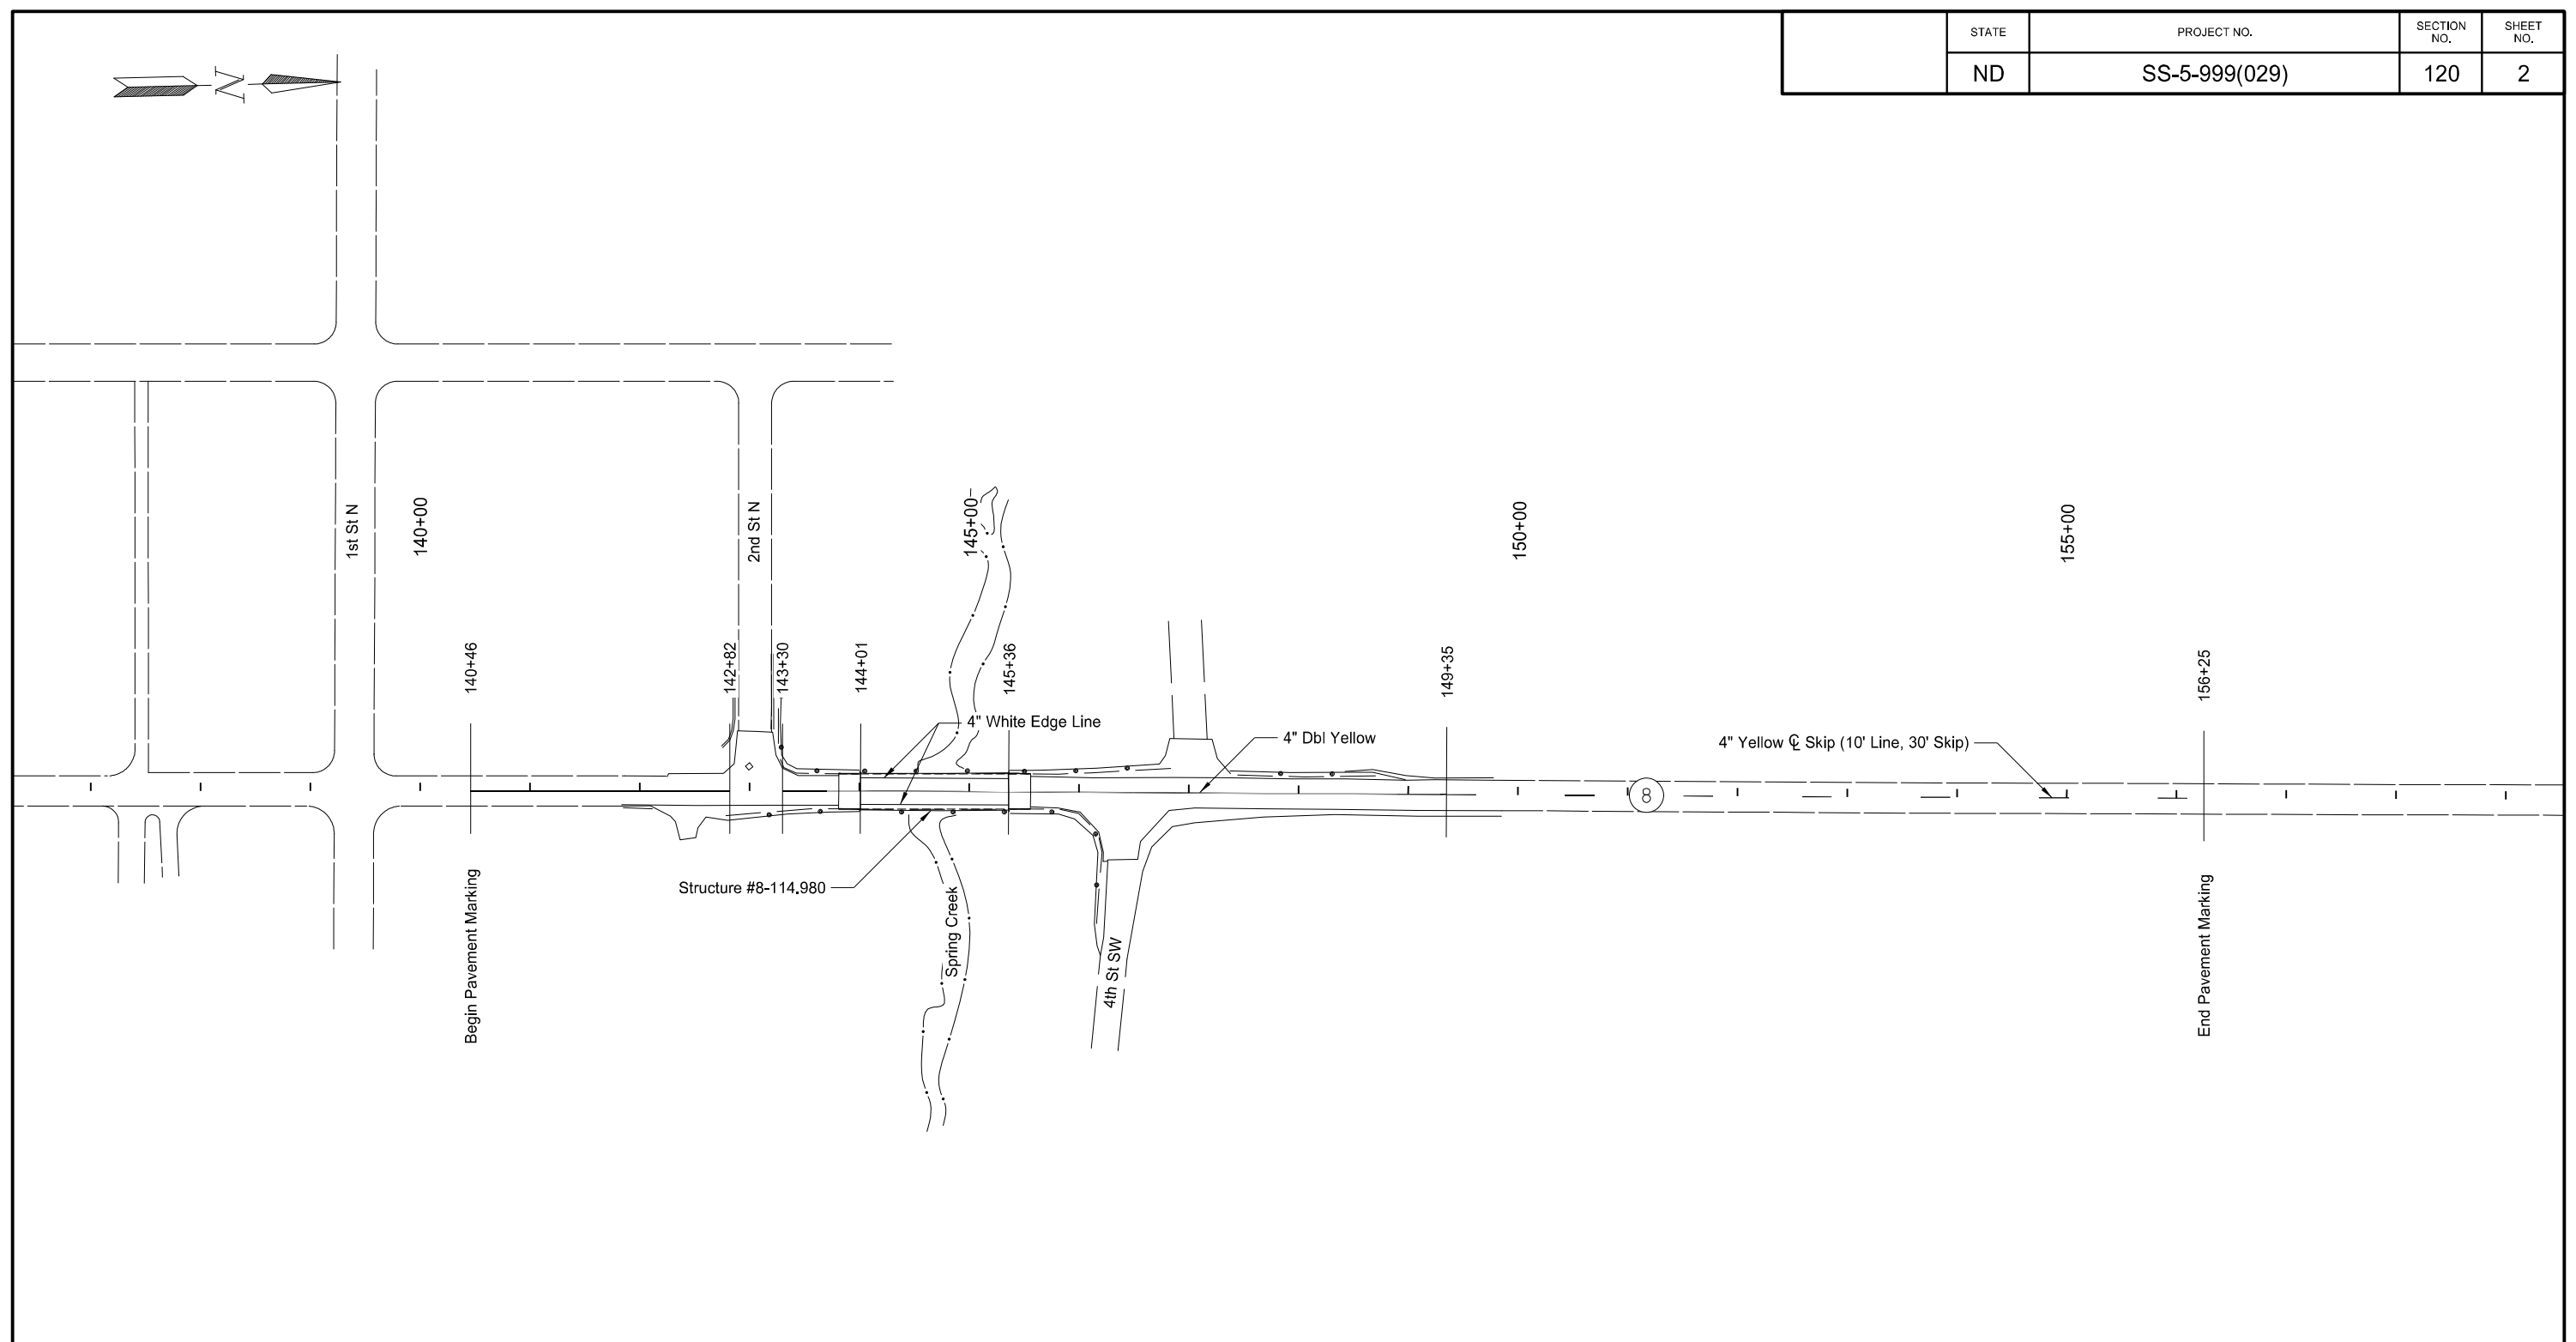 STATE
PROJECT NO.
SECTION
NO.
SHEET
NO.
ND
SS-5-999(029)
120
2
N
1st St N
140+00
2nd St N
145+00
150+00
155+00
140+46
142+82
143+30
144+01
145+36
149+35
156+25
4" White Edge Line
4" Dbl Yellow
4" Yellow ℄ Skip (10' Line, 30' Skip)
8
Structure #8-114.980
Begin Pavement Marking
Spring Creek
4th St SW
End Pavement Marking